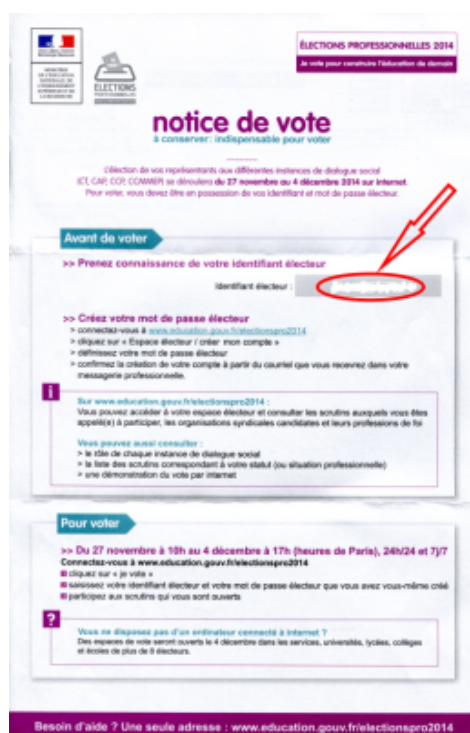 ÉLECTIONS PROFESSIONNELLES 2014
Je vote pour construire l'éducation de demain
ÉLECTIONS
notice de vote
à conserver: indispensable pour voter
L'élection de vos représentants aux différentes instances de dialogue social
(CT, CAP, CCP, CCMMEP) se déroulera du 27 novembre au 4 décembre 2014 sur internet.
Pour voter, vous devez être en possession de vos identifiant et mot de passe électeur.
Avant de voter
>> Prenez connaissance de votre identifiant électeur
Identifiant électeur :
>> Créez votre mot de passe électeur
> connectez-vous à www.education.gouv.fr/electionspro2014
> cliquez sur « Espace électeur / créer mon compte »
> définissez votre mot de passe électeur
> confirmez la création de votre compte à partir du courriel que vous recevrez dans votre
messagerie professionnelle.
i
Sur www.education.gouv.fr/electionspro2014 :
Vous pouvez accéder à votre espace électeur et consulter les scrutins auxquels vous êtes
appelé(e) à participer, les organisations syndicales candidates et leurs professions de foi
Vous pouvez aussi consulter :
> le rôle de chaque instance de dialogue social
> la liste des scrutins correspondant à votre statut (ou situation professionnelle)
> une démonstration du vote par internet
Pour voter
>> Du 27 novembre à 10h au 4 décembre à 17h (heures de Paris), 24h/24 et 7j/7
Connectez-vous à www.education.gouv.fr/electionspro2014
cliquez sur « je vote »
saisissez votre identifiant électeur et votre mot de passe électeur que vous avez vous-même créé
participez aux scrutins qui vous sont ouverts
?
Vous ne disposez pas d'un ordinateur connecté à internet ?
Des espaces de vote seront ouverts le 4 décembre dans les services, universités, lycées, collèges
et écoles de plus de 8 électeurs.
Besoin d'aide ? Une seule adresse : www.education.gouv.fr/electionspro2014